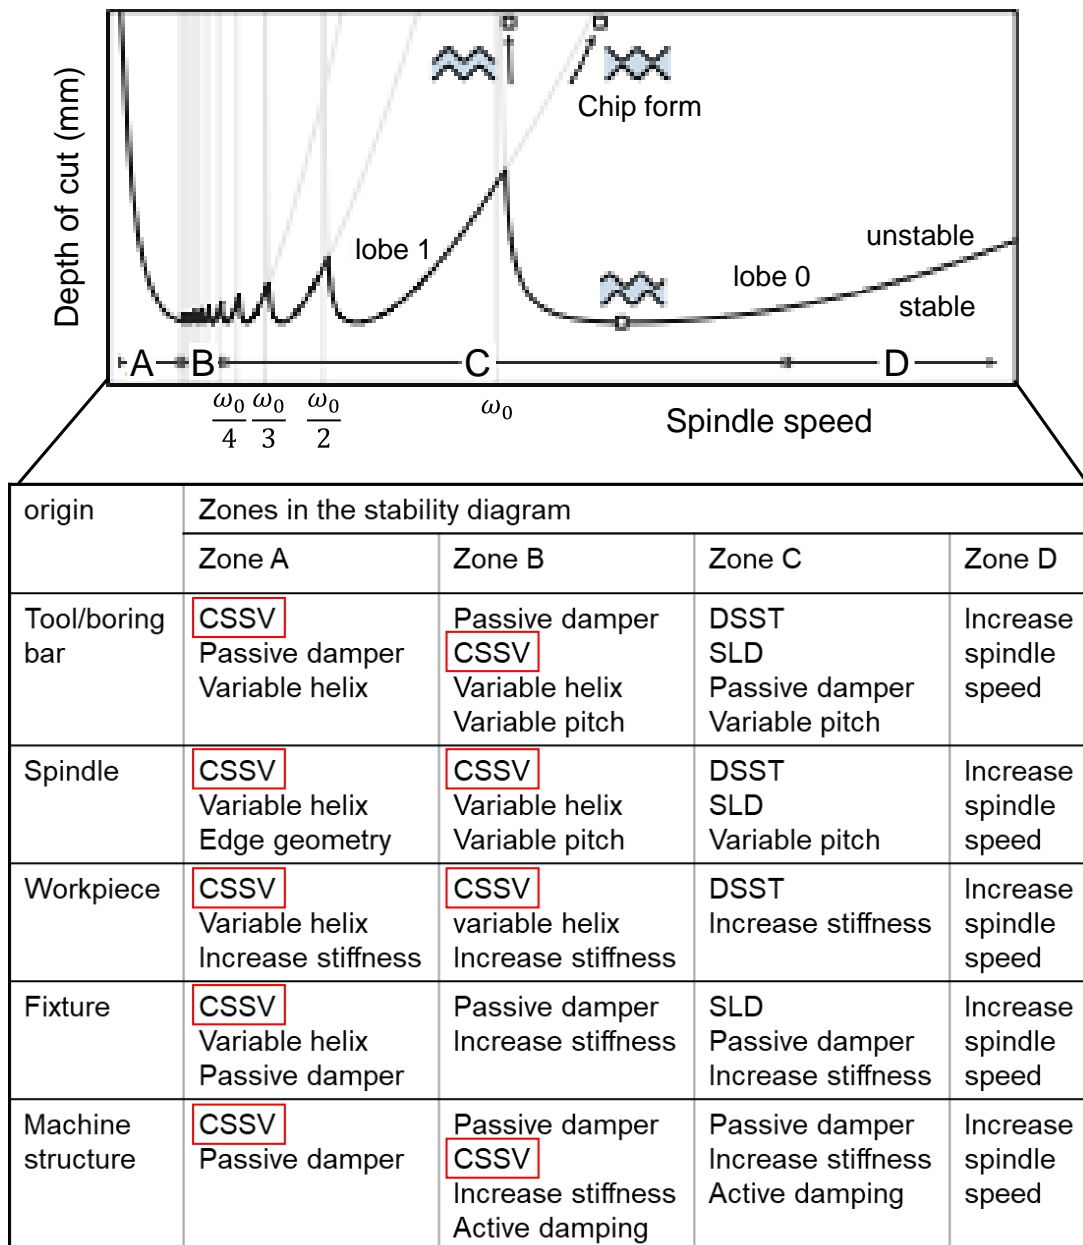 Depth of cut (mm)
Chip form
lobe 1
unstable
lobe 0
stable
A B C D
ω₀/4 ω₀/3 ω₀/2 ω₀
Spindle speed
origin Zones in the stability diagram
Zone A Zone B Zone C Zone D
Tool/boring CSSV Passive damper DSST Increase
bar Passive damper CSSV SLD spindle
Variable helix Variable helix Passive damper speed
Variable pitch Variable pitch
Spindle CSSV CSSV DSST Increase
Variable helix Variable helix SLD spindle
Edge geometry Variable pitch Variable pitch speed
Workpiece CSSV CSSV DSST Increase
Variable helix variable helix Increase stiffness spindle
Increase stiffness Increase stiffness speed
Fixture CSSV Passive damper SLD Increase
Variable helix Increase stiffness Passive damper spindle
Passive damper Increase stiffness speed
Machine CSSV Passive damper Passive damper Increase
structure Passive damper CSSV Increase stiffness spindle
Increase stiffness Active damping speed
Active damping